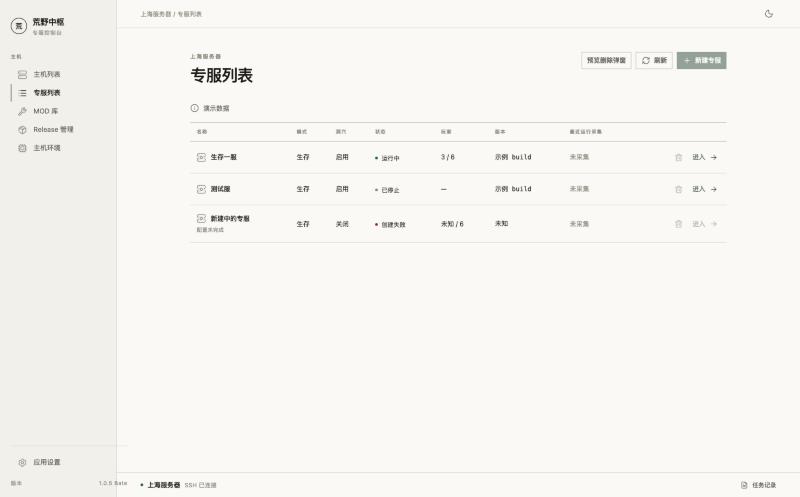 荒
荒野中枢
专服控制台
主机
主机列表
专服列表
MOD 库
Release 管理
主机环境
应用设置
版本 1.0.5 Beta
上海服务器 / 专服列表
上海服务器
专服列表
预览删除弹窗 刷新 + 新建专服
演示数据
名称 模式 洞穴 状态 玩家 版本 最近运行采集
生存一服 生存 启用 运行中 3 / 6 示例 build 未采集 进入 →
测试服 生存 启用 已停止 — 示例 build 未采集 进入 →
新建中的专服 生存 关闭 创建失败 未知 / 6 未知 未采集 进入 →
配置未完成
上海服务器 SSH 已连接 任务记录